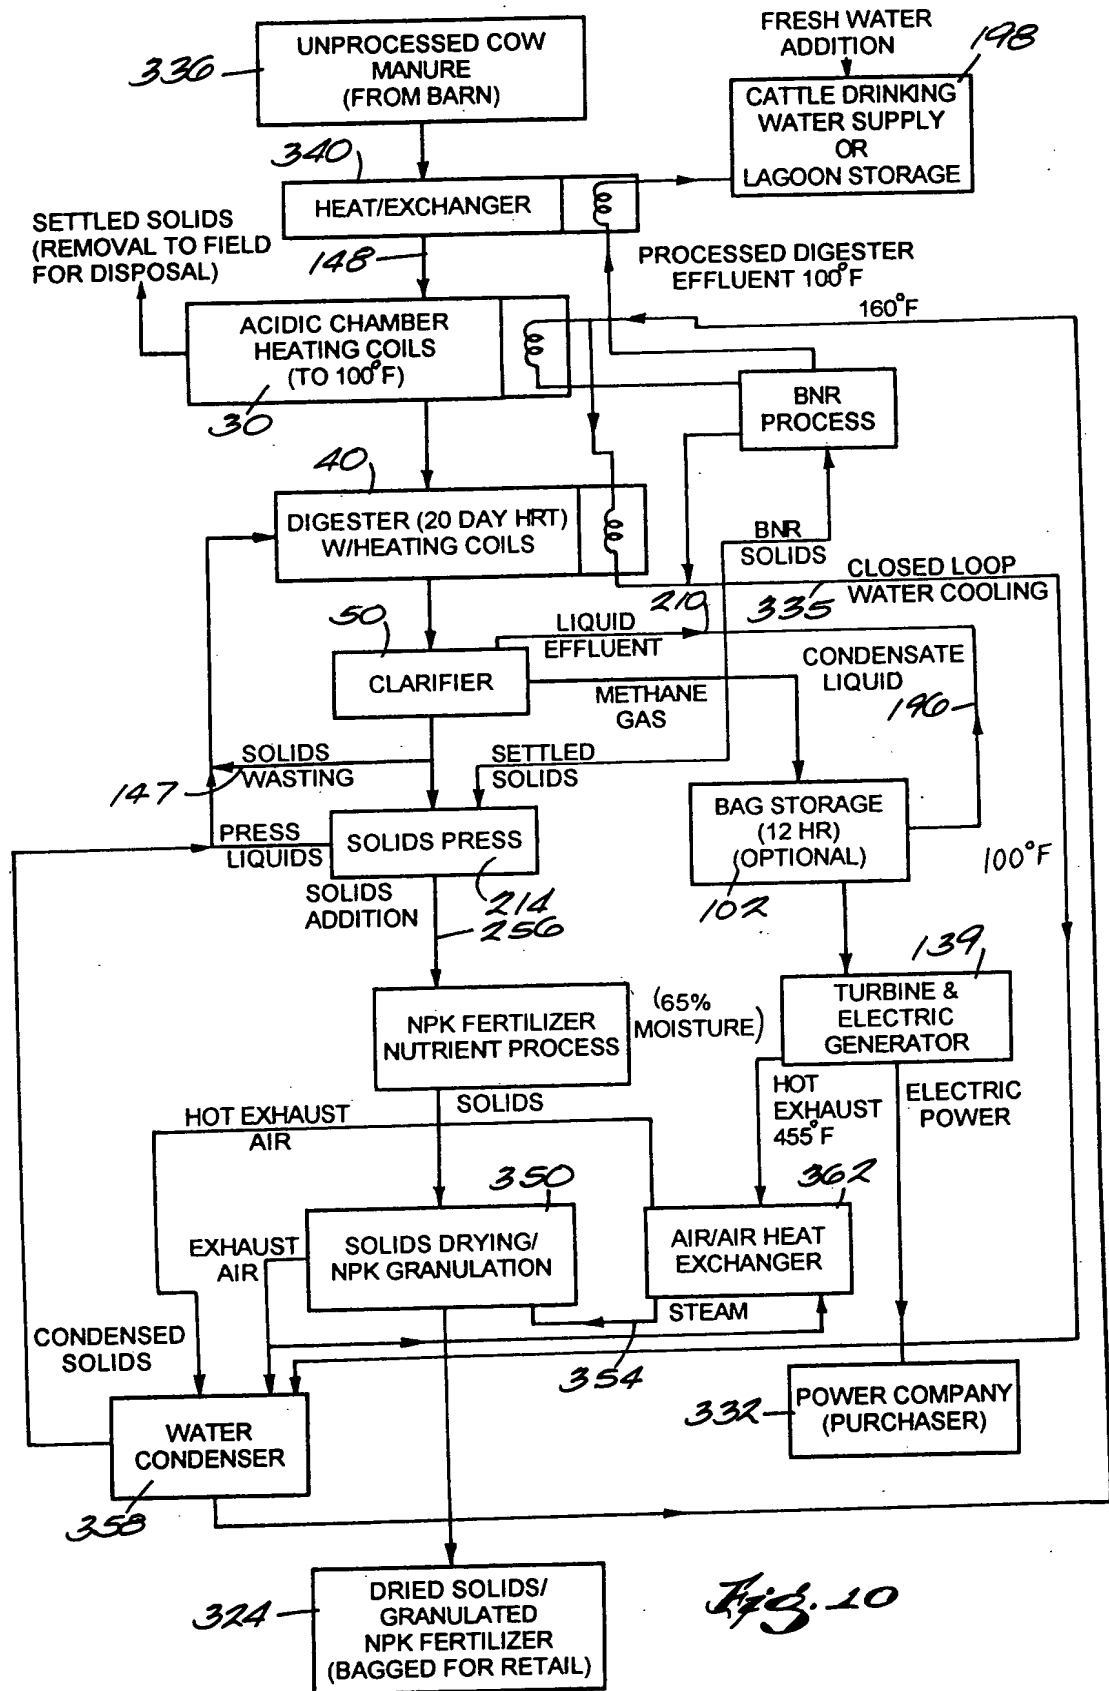 FRESH WATER
ADDITION
198
UNPROCESSED COW
MANURE
(FROM BARN)
336
CATTLE DRINKING
WATER SUPPLY
OR
LAGOON STORAGE
340
HEAT/EXCHANGER
SETTLED SOLIDS
(REMOVAL TO FIELD
FOR DISPOSAL)
148
PROCESSED DIGESTER
EFFLUENT 100°F
160°F
ACIDIC CHAMBER
HEATING COILS
(TO 100°F)
30
BNR
PROCESS
40
DIGESTER (20 DAY HRT)
W/HEATING COILS
BNR
SOLIDS
CLOSED LOOP
WATER COOLING
210
335
50
LIQUID
EFFLUENT
CLARIFIER
METHANE
GAS
CONDENSATE
LIQUID
196
SOLIDS
WASTING
147
SETTLED
SOLIDS
BAG STORAGE
(12 HR)
(OPTIONAL)
102
PRESS
LIQUIDS
SOLIDS PRESS
214
100°F
SOLIDS
ADDITION
256
139
TURBINE &
ELECTRIC
GENERATOR
NPK FERTILIZER
NUTRIENT PROCESS
(65%
MOISTURE)
HOT
EXHAUST
455°F
ELECTRIC
POWER
SOLIDS
HOT EXHAUST
AIR
350
362
EXHAUST
AIR
SOLIDS DRYING/
NPK GRANULATION
AIR/AIR HEAT
EXCHANGER
STEAM
354
CONDENSED
SOLIDS
332
POWER COMPANY
(PURCHASER)
WATER
CONDENSER
358
324
DRIED SOLIDS/
GRANULATED
NPK FERTILIZER
(BAGGED FOR RETAIL)
Fig. 10